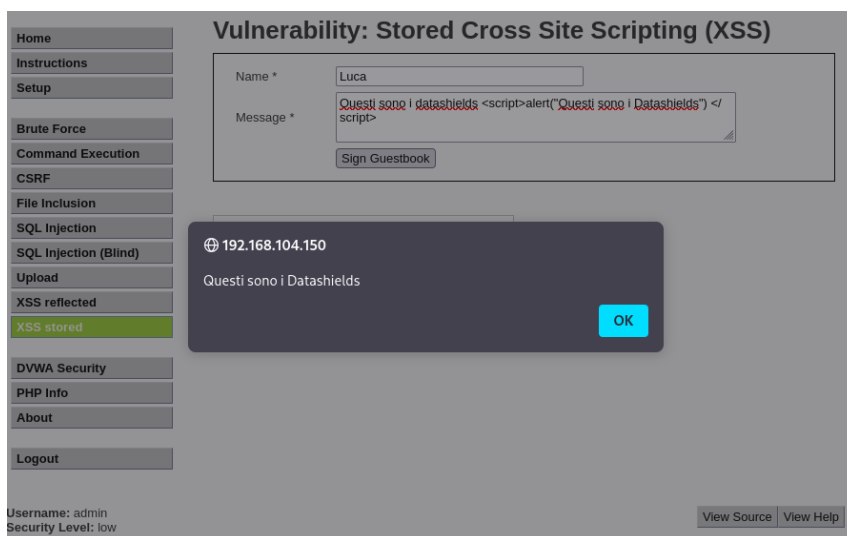 Vulnerability: Stored Cross Site Scripting (XSS)
Home
Instructions
Setup
Brute Force
Command Execution
CSRF
File Inclusion
SQL Injection
SQL Injection (Blind)
Upload
XSS reflected
XSS stored
DVWA Security
PHP Info
About
Logout
Name *
Luca
Message *
Questi sono i datashields <script>alert("Questi sono i Datashields") </
script>
Sign Guestbook
192.168.104.150
Questi sono i Datashields
OK
Username: admin
Security Level: low
View Source
View Help